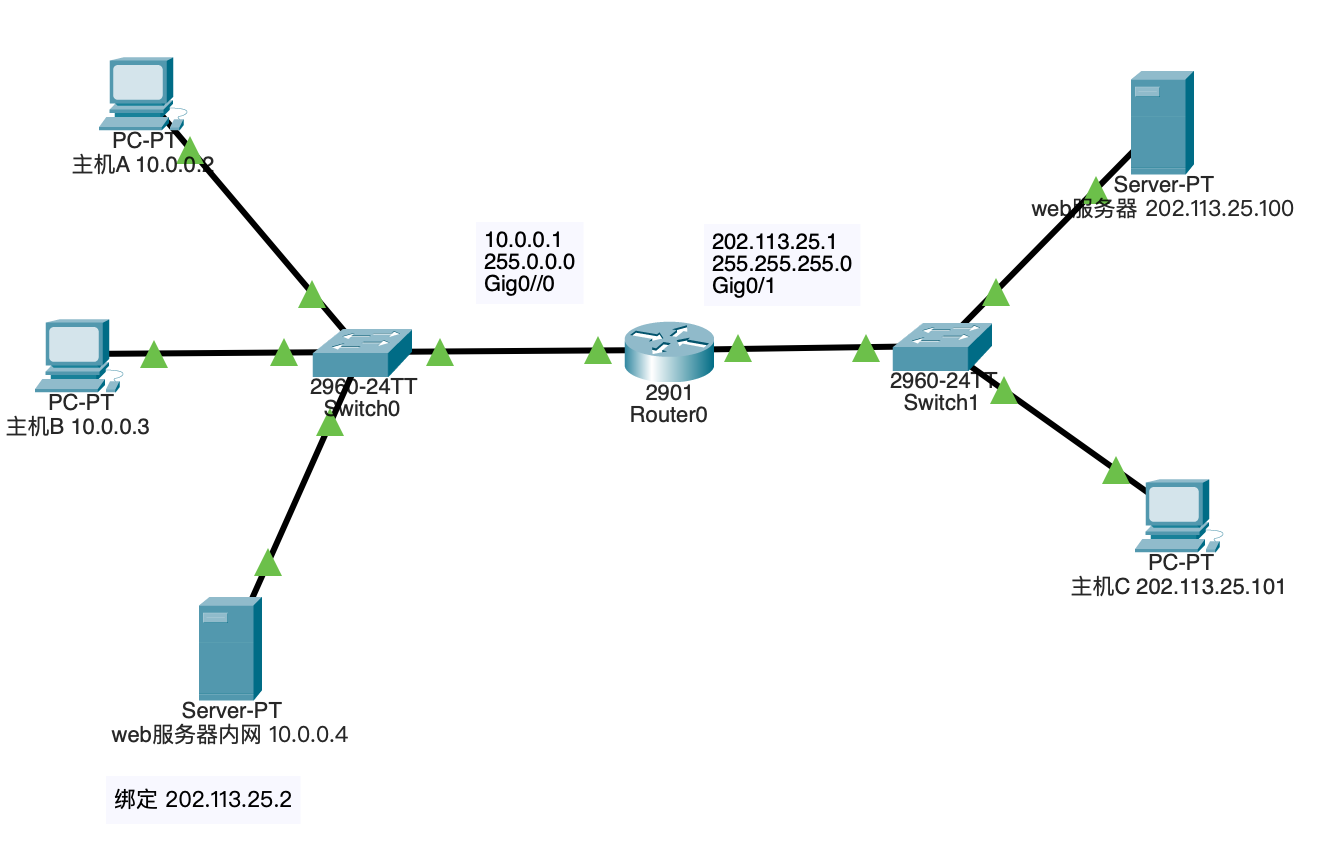 PC-PT
主机A 10.0.0.2
Server-PT
web服务器 202.113.25.100
10.0.0.1
255.0.0.0
Gig0//0
202.113.25.1
255.255.255.0
Gig0/1
PC-PT
主机B 10.0.0.3
2960-24TT
Switch0
2901
Router0
2960-24TT
Switch1
PC-PT
主机C 202.113.25.101
Server-PT
web服务器内网 10.0.0.4
绑定 202.113.25.2